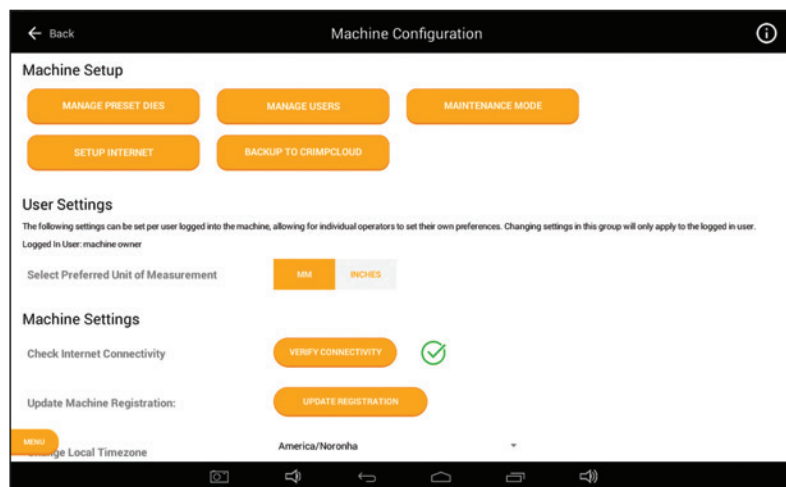 Back
Machine Configuration
Machine Setup
MANAGE PRESET DIES
MANAGE USERS
MAINTENANCE MODE
SETUP INTERNET
BACKUP TO CRIMPCLOUD
User Settings
The following settings can be set per user logged into the machine, allowing for individual operators to set their own preferences. Changing settings in this group will only apply to the logged in user.
Logged In User: machine owner
Select Preferred Unit of Measurement
MM
INCHES
Machine Settings
Check Internet Connectivity
VERIFY CONNECTIVITY
Update Machine Registration:
UPDATE REGISTRATION
MENU
nge Local Timezone
America/Noronha